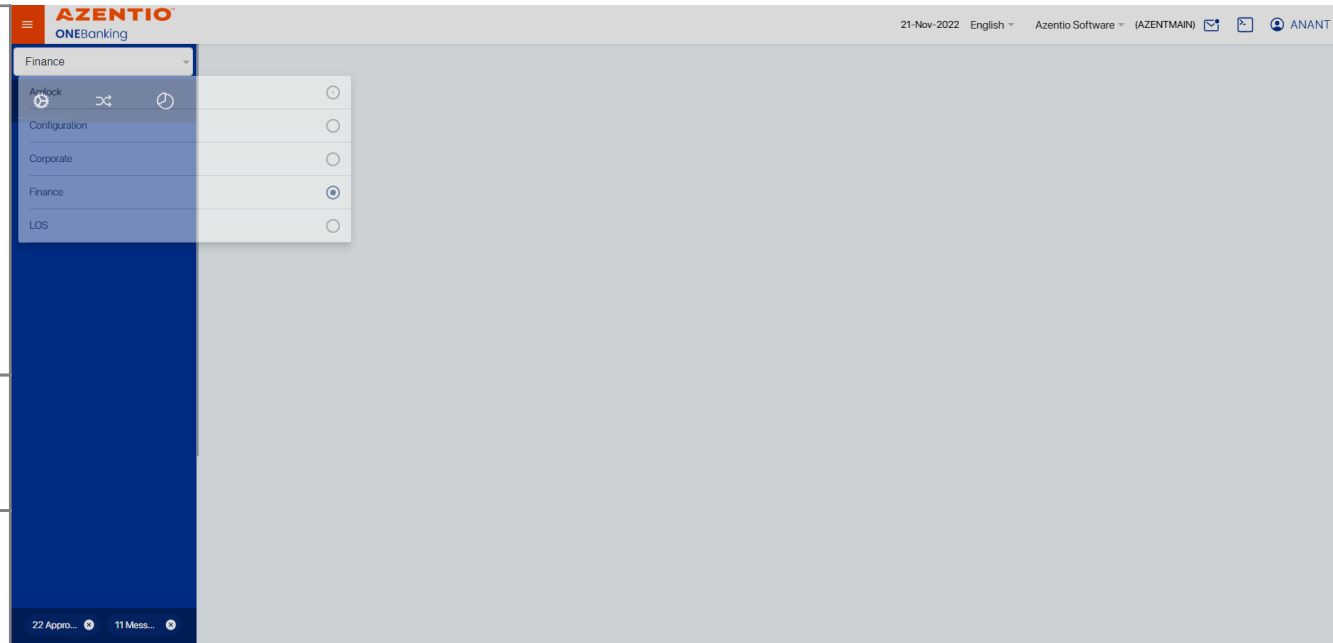 AZENTIO™
ONEBanking
21-Nov-2022 English Azentio Software (AZENTMAIN) ANANT
Finance
Amlock
Configuration
Corporate
Finance
LOS
22 Appro... 11 Mess...